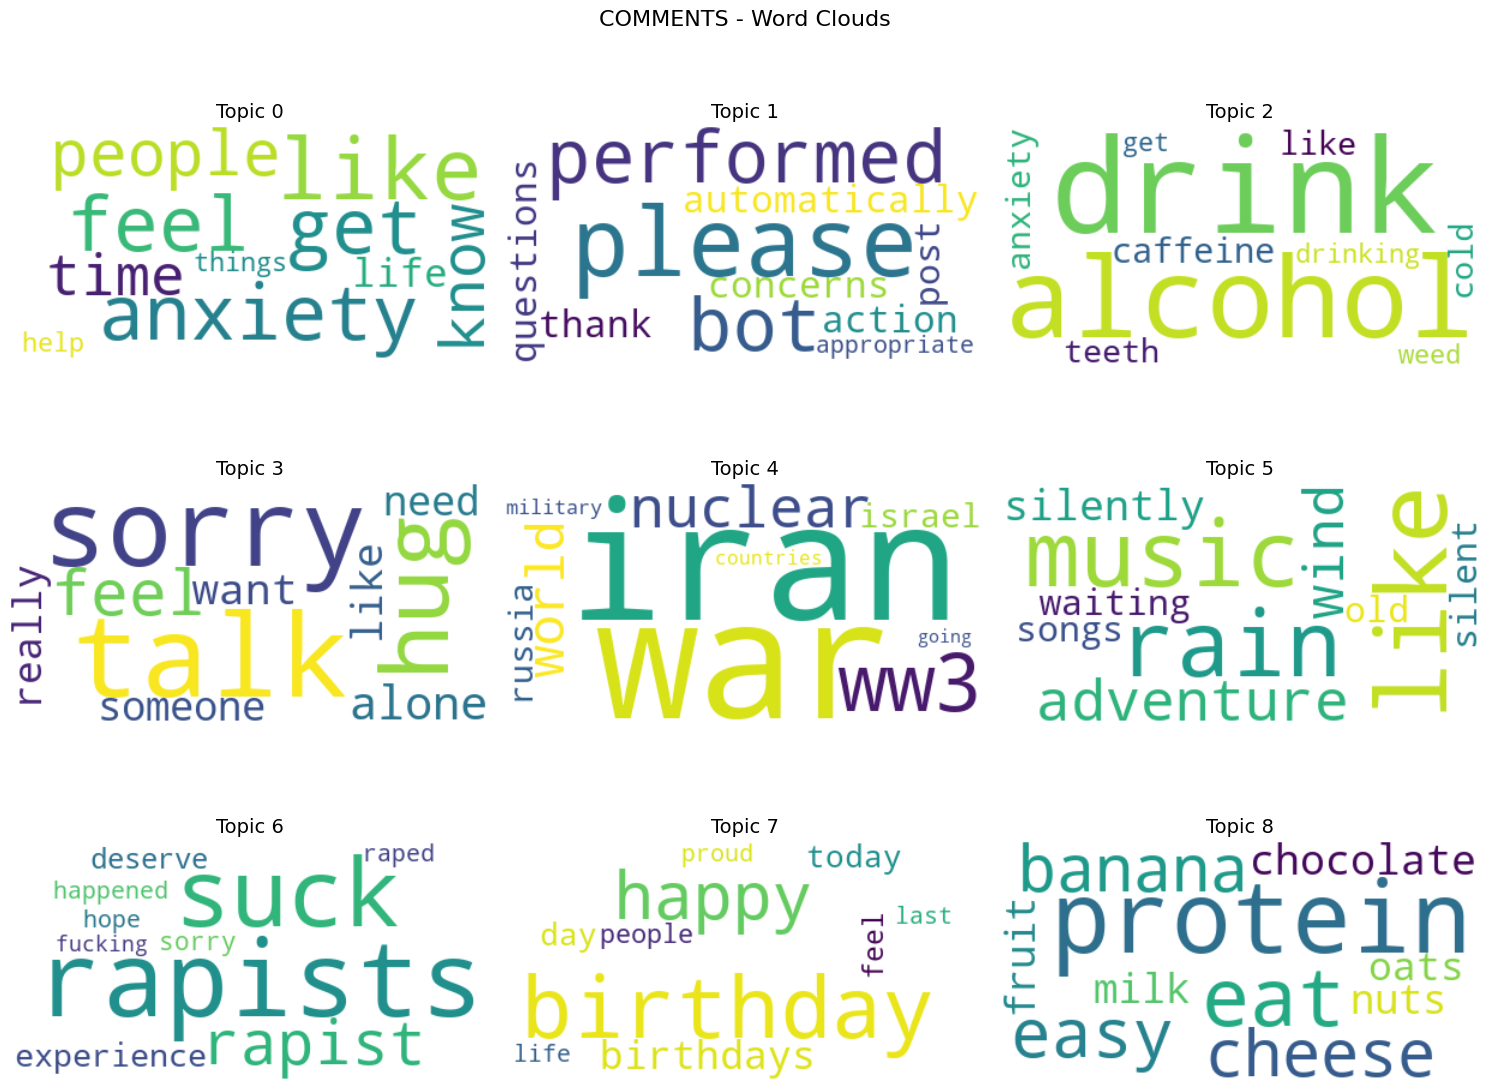 COMMENTS - Word Clouds
Topic 0
people
like
feel
get
know
time
things
life
anxiety
help
Topic 1
performed
questions
automatically
please
post
concerns
thank
bot
action
appropriate
Topic 2
anxiety
get
like
drink
caffeine
drinking
cold
alcohol
teeth
weed
Topic 3
sorry
need
hug
feel
want
like
really
talk
someone
alone
Topic 4
military
nuclear
israel
iran
countries
world
russia
going
war
ww3
Topic 5
silently
wind
like
music
silent
waiting
old
songs
rain
adventure
Topic 6
deserve
raped
suck
happened
hope
fucking
sorry
rapists
rapist
experience
Topic 7
proud
today
happy
last
day
people
feel
birthday
life
birthdays
Topic 8
banana
chocolate
protein
fruit
oats
milk
eat
nuts
easy
cheese